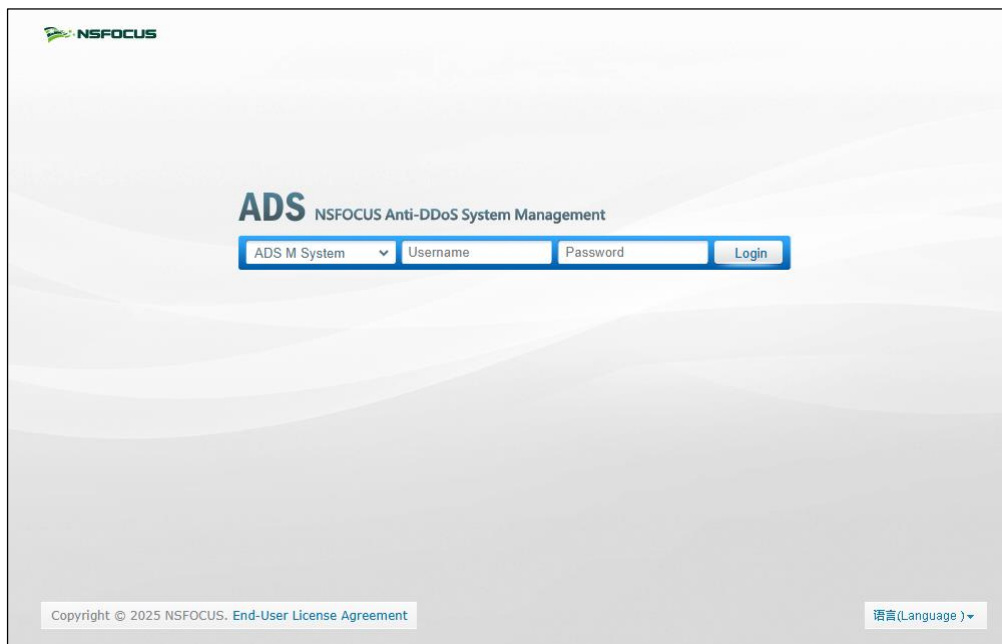 NSFOCUS
ADS NSFOCUS Anti-DDoS System Management
ADS M System Username Password Login
Copyright © 2025 NSFOCUS. End-User License Agreement
语言(Language )